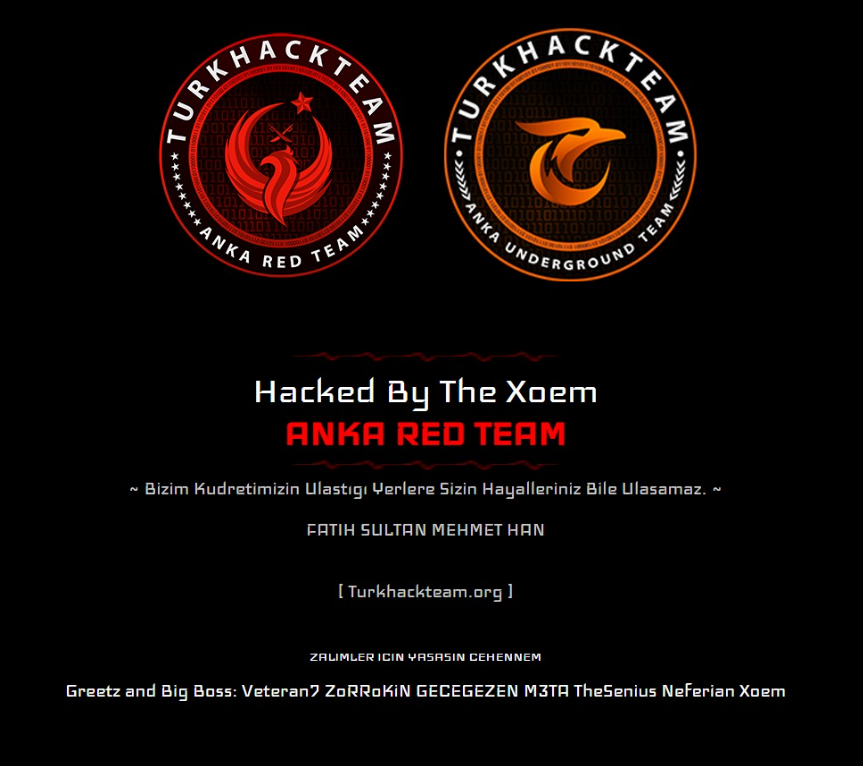 TURKHACKTEAM
ANKA RED TEAM
TURKHACKTEAM
ANKA UNDERGROUND TEAM
Hacked By The Xoem
ANKA RED TEAM
~ Bizim Kudretimizin Ulastıgı Yerlere Sizin Hayalleriniz Bile Ulasamaz. ~
FATIH SULTAN MEHMET HAN
[ Turkhackteam.org ]
ZALIMLER ICIN YASASIN CEHENNEM
Greetz and Big Boss: Veteran7 ZoRRoKiN GECEGEZEN M3TA TheSenius Neferian Xoem